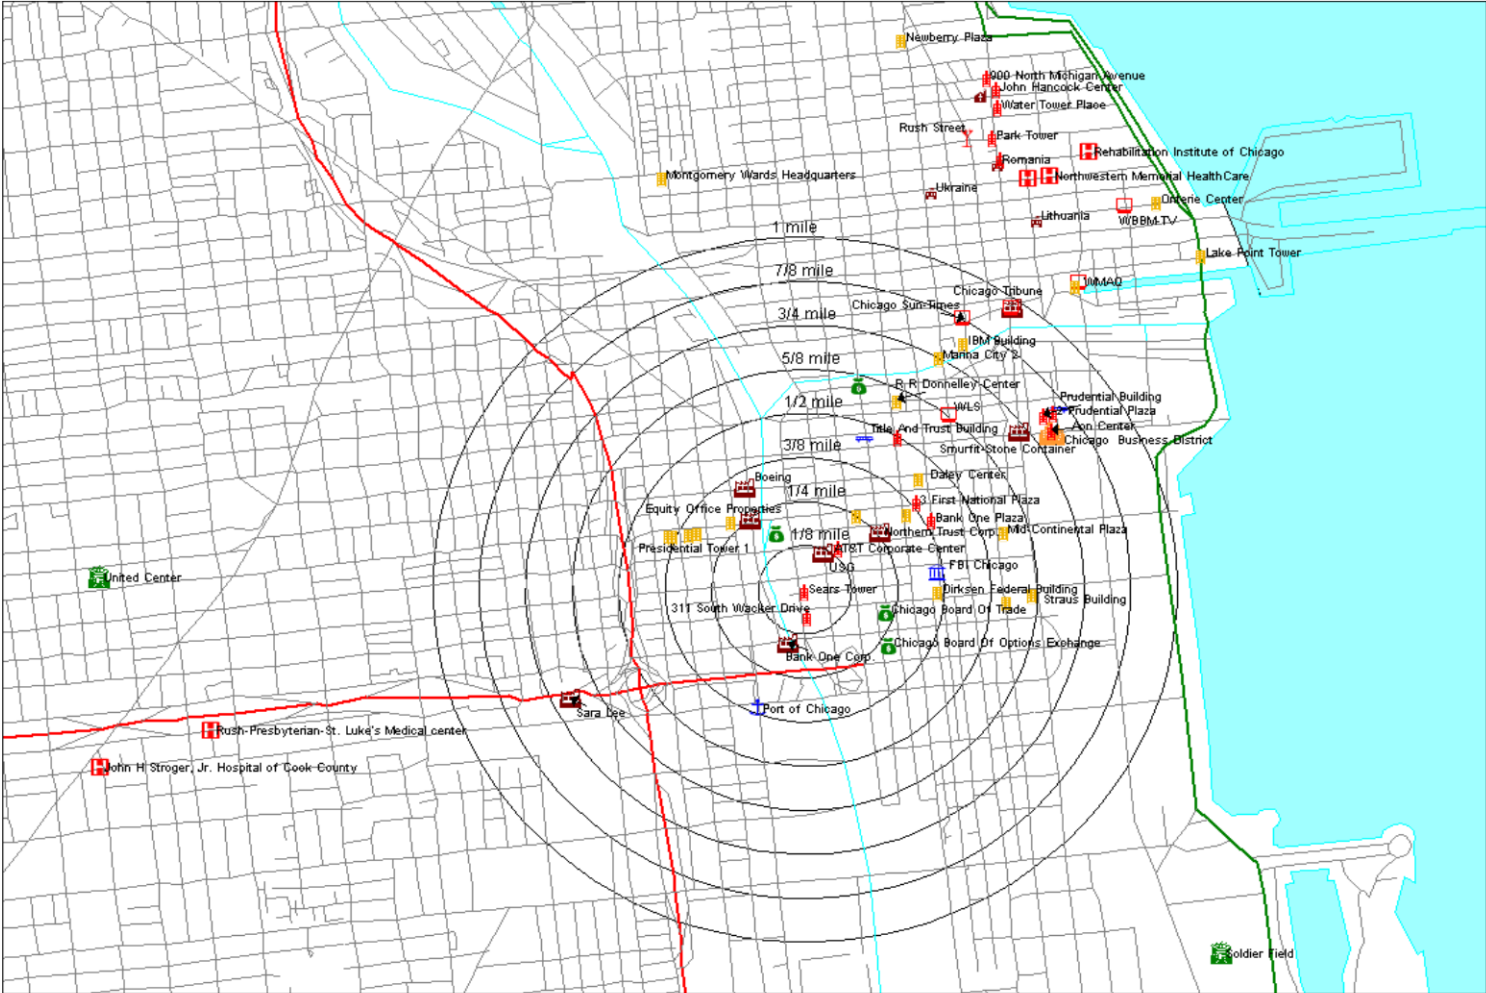 Newberry Plaza
900 North Michigan Avenue
John Hancock Center
Water Tower Place
Rush Street
Park Tower
Rehabilitation Institute of Chicago
Romania
Montgomery Wards Headquarters
Northwestern Memorial HealthCare
Ukraine
Onterie Center
Lithuania
WBBM-TV
1 mile
Lake Point Tower
7/8 mile
WMAQ
Chicago Tribune
Chicago Sun-Times
3/4 mile
IBM Building
Marina City 2
5/8 mile
R R Donnelley Center
Prudential Building
1/2 mile
WLS
2 Prudential Plaza
Title And Trust Building
Aon Center
Chicago Business District
3/8 mile
Smurfit-Stone Container
Daley Center
Boeing
1/4 mile
3 First National Plaza
Equity Office Properties
Bank One Plaza
1/8 mile
Northern Trust Corp.
Mid-Continental Plaza
Presidential Tower 1
AT&T Corporate Center
USG
FBI Chicago
United Center
Sears Tower
Dirksen Federal Building
Straus Building
311 South Wacker Drive
Chicago Board Of Trade
Chicago Board Of Options Exchange
Bank One Corp.
Sara Lee
Port of Chicago
Rush-Presbyterian-St. Luke's Medical center
John H Stroger, Jr. Hospital of Cook County
Soldier Field